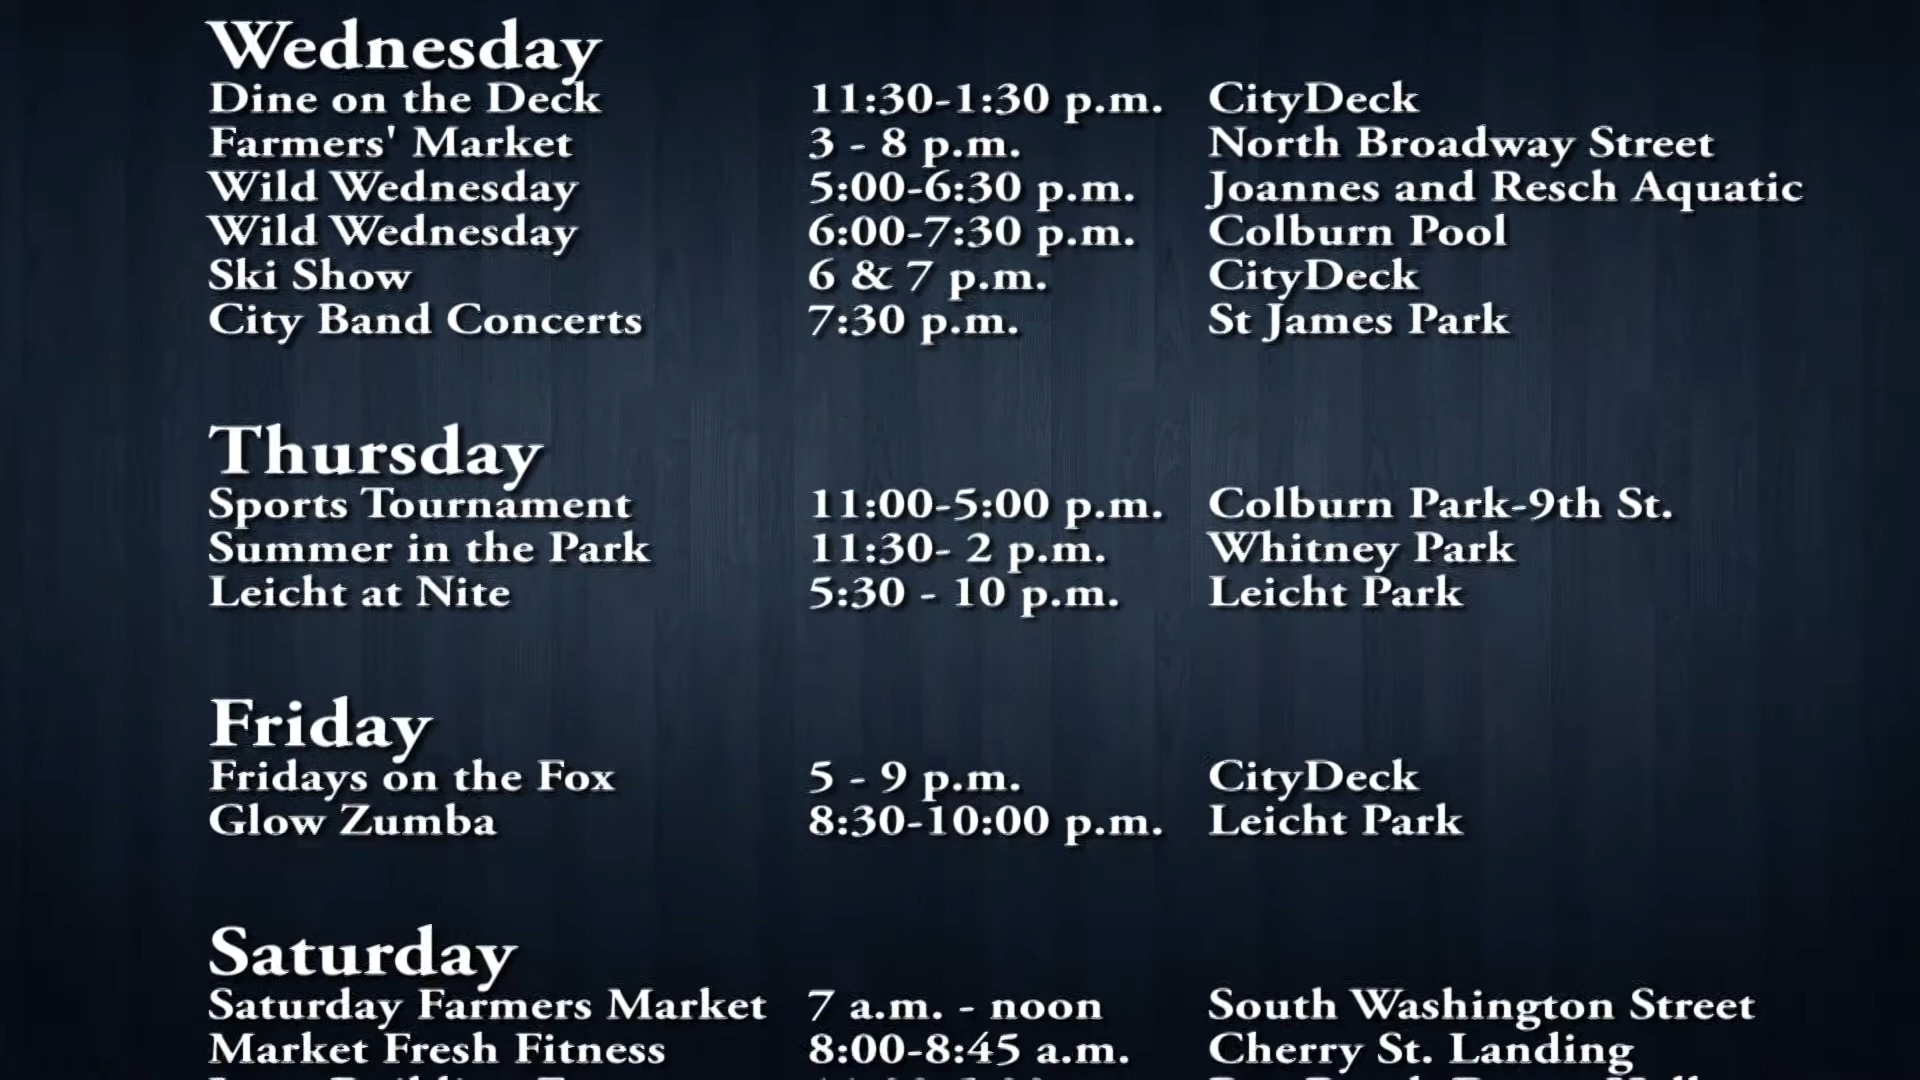 Wednesday
Dine on the Deck 11:30-1:30 p.m. CityDeck
Farmers' Market 3 - 8 p.m. North Broadway Street
Wild Wednesday 5:00-6:30 p.m. Joannes and Resch Aquatic
Wild Wednesday 6:00-7:30 p.m. Colburn Pool
Ski Show 6 & 7 p.m. CityDeck
City Band Concerts 7:30 p.m. St James Park
Thursday
Sports Tournament 11:00-5:00 p.m. Colburn Park-9th St.
Summer in the Park 11:30- 2 p.m. Whitney Park
Leicht at Nite 5:30 - 10 p.m. Leicht Park
Friday
Fridays on the Fox 5 - 9 p.m. CityDeck
Glow Zumba 8:30-10:00 p.m. Leicht Park
Saturday
Saturday Farmers Market 7 a.m. - noon South Washington Street
Market Fresh Fitness 8:00-8:45 a.m. Cherry St. Landing